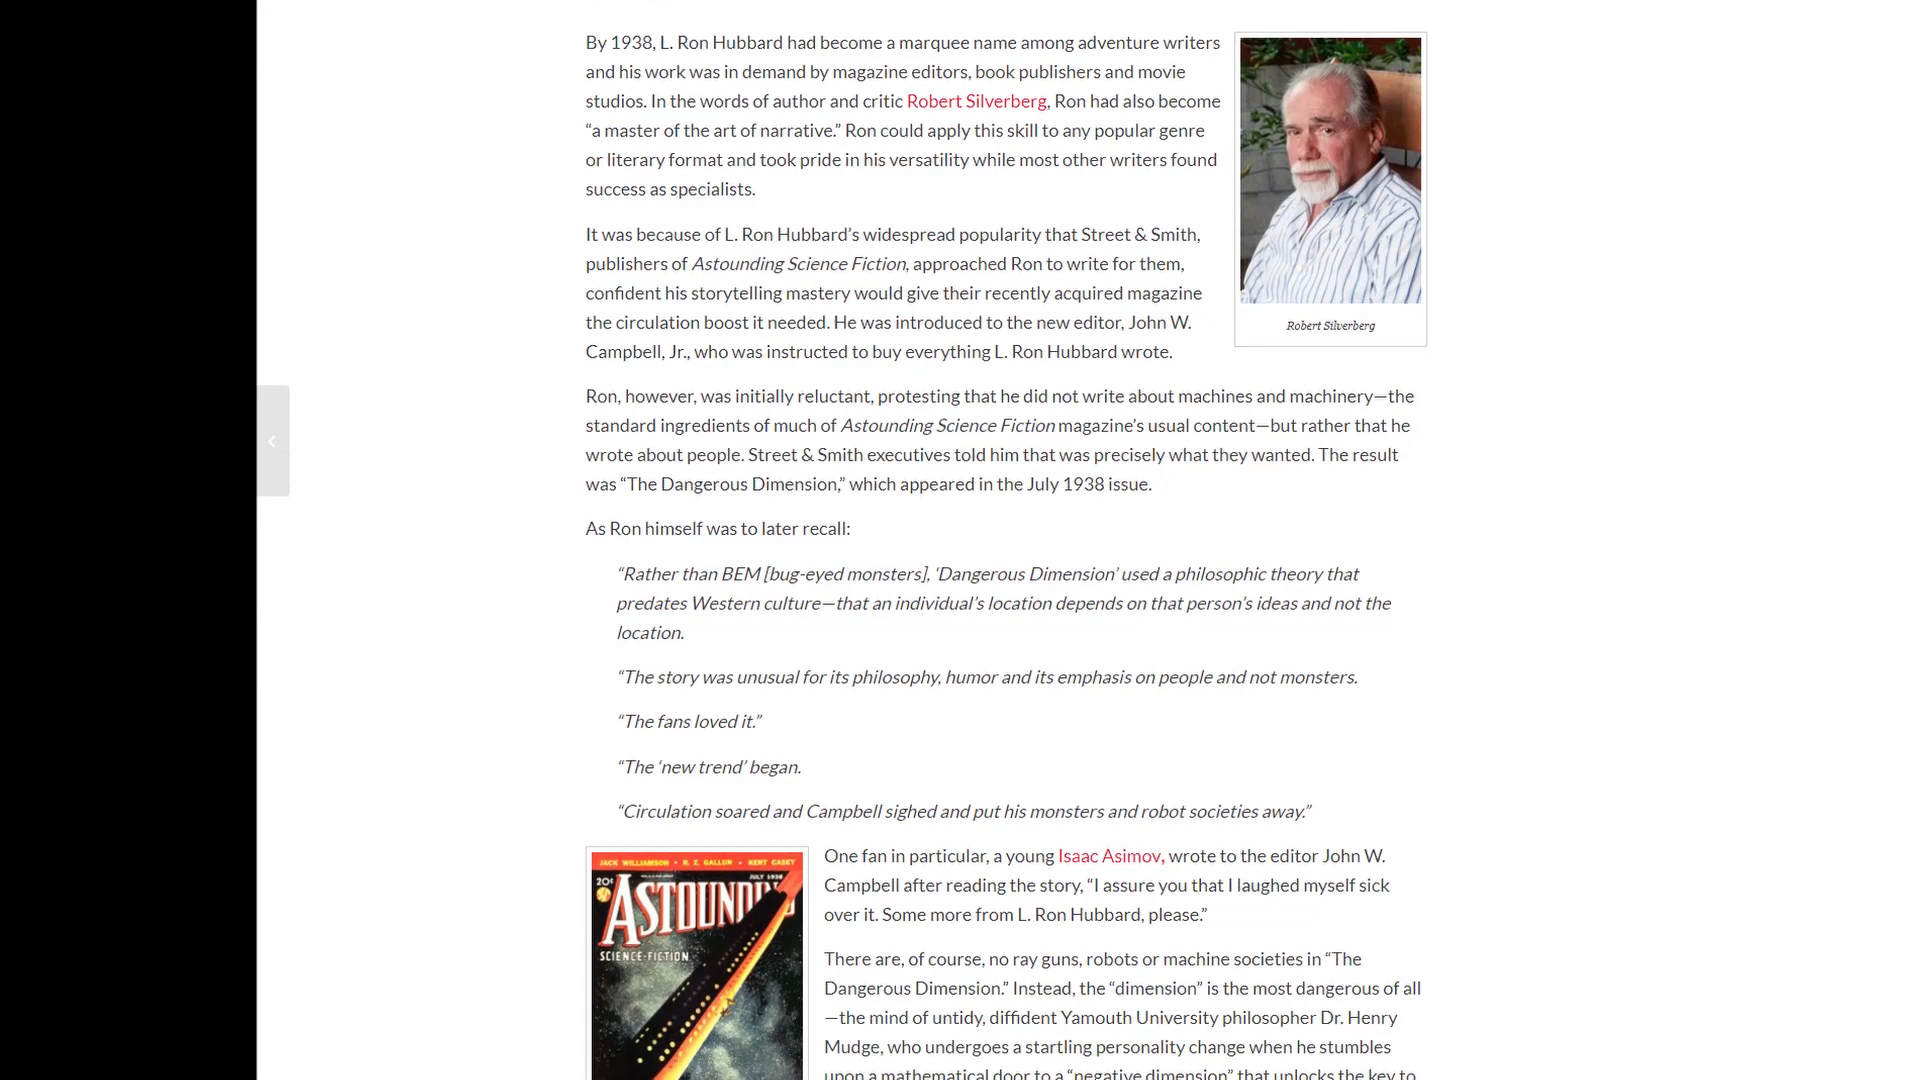 By 1938, L. Ron Hubbard had become a marquee name among adventure writers
and his work was in demand by magazine editors, book publishers and movie
studios. In the words of author and critic Robert Silverberg, Ron had also become
“a master of the art of narrative.” Ron could apply this skill to any popular genre
or literary format and took pride in his versatility while most other writers found
success as specialists.
Robert Silverberg
It was because of L. Ron Hubbard’s widespread popularity that Street & Smith,
publishers of Astounding Science Fiction, approached Ron to write for them,
confident his storytelling mastery would give their recently acquired magazine
the circulation boost it needed. He was introduced to the new editor, John W.
Campbell, Jr., who was instructed to buy everything L. Ron Hubbard wrote.
Ron, however, was initially reluctant, protesting that he did not write about machines and machinery—the
standard ingredients of much of Astounding Science Fiction magazine’s usual content—but rather that he
wrote about people. Street & Smith executives told him that was precisely what they wanted. The result
was “The Dangerous Dimension,” which appeared in the July 1938 issue.
As Ron himself was to later recall:
“Rather than BEM [bug-eyed monsters], ‘Dangerous Dimension’ used a philosophic theory that
predates Western culture—that an individual’s location depends on that person’s ideas and not the
location.
“The story was unusual for its philosophy, humor and its emphasis on people and not monsters.
“The fans loved it.”
“The ‘new trend’ began.
“Circulation soared and Campbell sighed and put his monsters and robot societies away.”
JACK WILLIAMSON • R. Z. GALLUN • KENT CASEY
20¢
JULY 1938
ASTOUNDING
SCIENCE-FICTION
One fan in particular, a young Isaac Asimov, wrote to the editor John W.
Campbell after reading the story, “I assure you that I laughed myself sick
over it. Some more from L. Ron Hubbard, please.”
There are, of course, no ray guns, robots or machine societies in “The
Dangerous Dimension.” Instead, the “dimension” is the most dangerous of all
—the mind of untidy, diffident Yamouth University philosopher Dr. Henry
Mudge, who undergoes a startling personality change when he stumbles
upon a mathematical door to a “negative dimension” that unlocks the key to